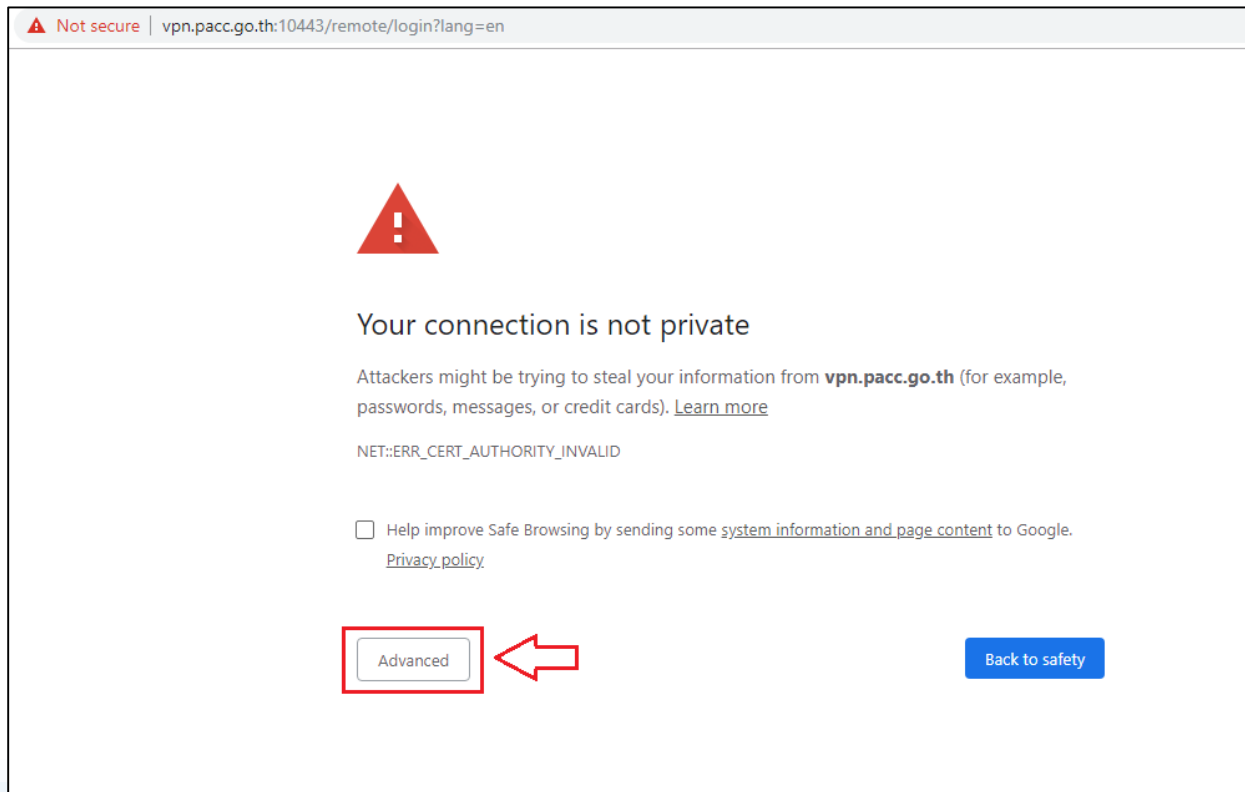 Not secure | vpn.pacc.go.th:10443/remote/login?lang=en
Your connection is not private
Attackers might be trying to steal your information from vpn.pacc.go.th (for example,
passwords, messages, or credit cards). Learn more
NET::ERR_CERT_AUTHORITY_INVALID
Help improve Safe Browsing by sending some system information and page content to Google.
Privacy policy
Advanced
Back to safety